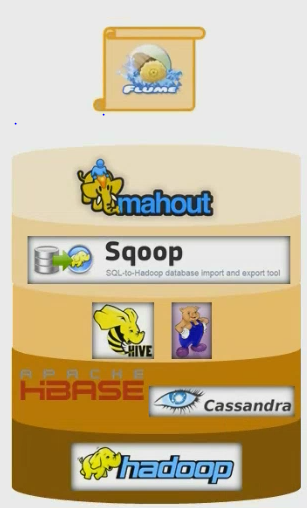 FLUME
mahout
Sqoop
SQL-to-Hadoop database import and export tool
HIVE
APACHE
HBASE
Cassandra
hadoop